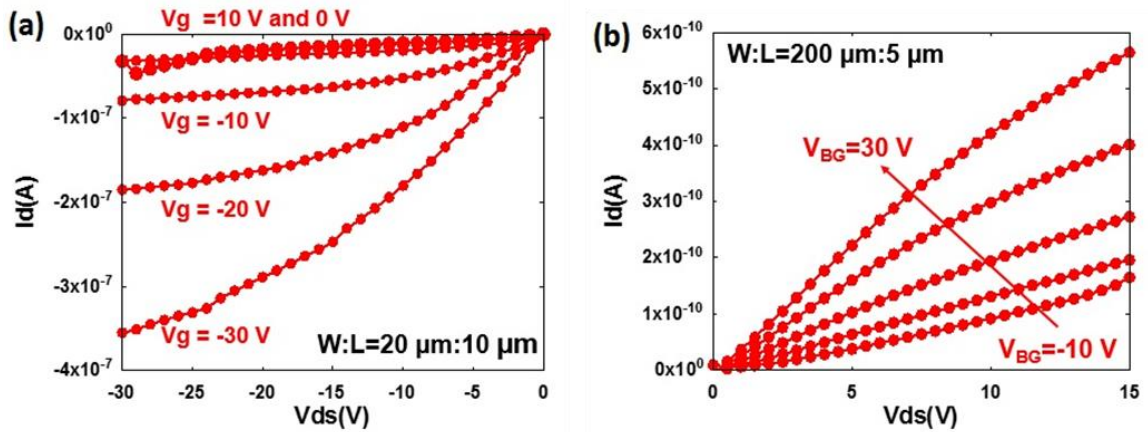 (a)
Vg =10 V and 0 V
0x10⁰
-1x10⁻⁷
-2x10⁻⁷
-3x10⁻⁷
-4x10⁻⁷
Id(A)
Vg = -10 V
Vg = -20 V
Vg = -30 V
W:L=20 µm:10 µm
-30 -25 -20 -15 -10 -5 0
Vds(V)
(b)
W:L=200 µm:5 µm
6x10⁻¹⁰
5x10⁻¹⁰
4x10⁻¹⁰
3x10⁻¹⁰
2x10⁻¹⁰
1x10⁻¹⁰
0x10⁰
Id(A)
V_BG=30 V
V_BG=-10 V
0 5 10 15
Vds(V)